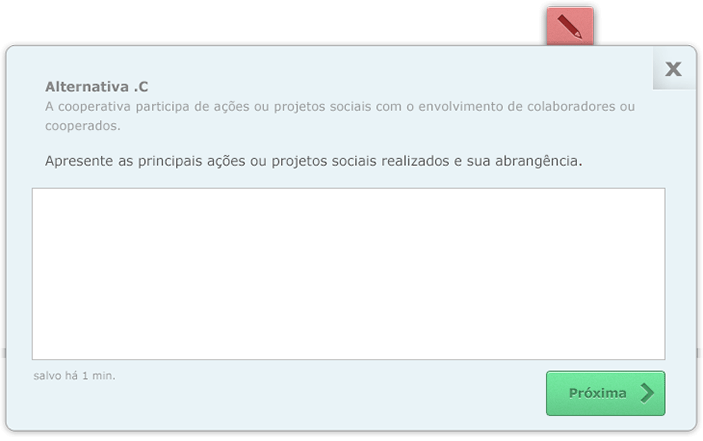 x
Alternativa .C
A cooperativa participa de ações ou projetos sociais com o envolvimento de colaboradores ou
cooperados.
Apresente as principais ações ou projetos sociais realizados e sua abrangência.
salvo há 1 min.
Próxima